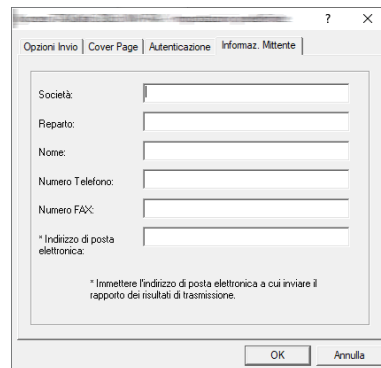 ? X
Opzioni Invio Cover Page Autenticazione Informaz. Mittente
Società:
Reparto:
Nome:
Numero Telefono:
Numero FAX:
* Indirizzo di posta
elettronica:
* Immettere l'indirizzo di posta elettronica a cui inviare il
rapporto dei risultati di trasmissione.
OK Annulla